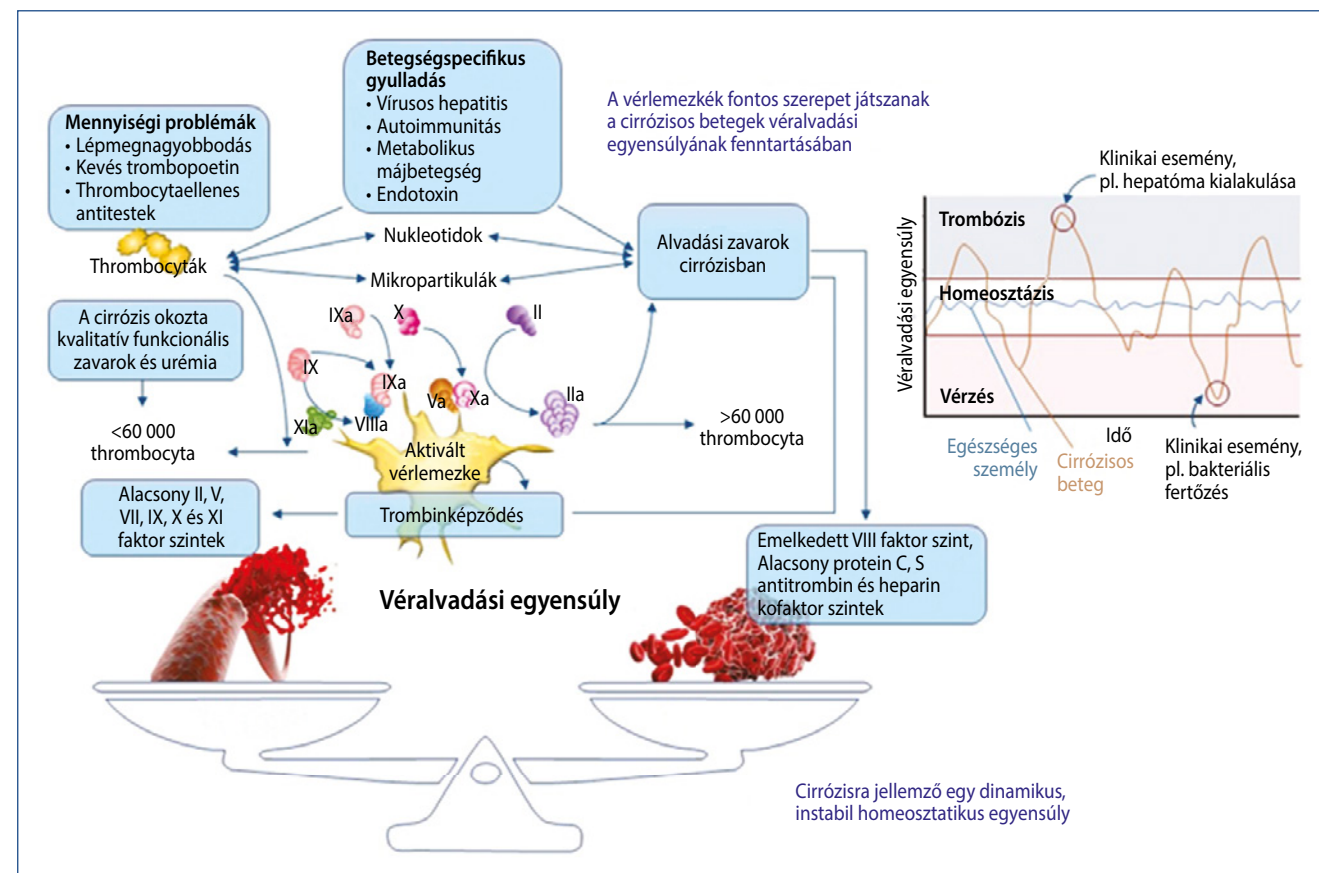 Mennyiségi problémák
• Lépmegnagyobbodás
• Kevés trombopoetin
• Thrombocytaellenes
antitestek
Betegségspecifikus
gyulladás
• Vírusos hepatitis
• Autoimmunitás
• Metabolikus
májbetegség
• Endotoxin
A vérlemezkék fontos szerepet játszanak
a cirrózisos betegek véralvadási
egyensúlyának fenntartásában
Thrombocyták
Nukleotidok
Mikropartikulák
Alvadási zavarok
cirrózisban
A cirrózis okozta
kvalitatív funkcionális
zavarok és urémia
<60 000
thrombocyta
IXa
X
II
IX
IXa
Va
Xa
IIa
XIa
VIIIa
Aktivált
vérlemezke
>60 000
thrombocyta
Alacsony II, V,
VII, IX, X és XI
faktor szintek
Trombinképződés
Emelkedett VIII faktor szint,
Alacsony protein C, S
antitrombin és heparin
kofaktor szintek
Véralvadási egyensúly
Klinikai esemény,
pl. hepatóma kialakulása
Véralvadási egyensúly
Trombózis
Homeosztázis
Vérzés
Idő
Egészséges
személy
Cirrózisos
beteg
Klinikai esemény,
pl. bakteriális
fertőzés
Cirrózisra jellemző egy dinamikus,
instabil homeosztatikus egyensúly